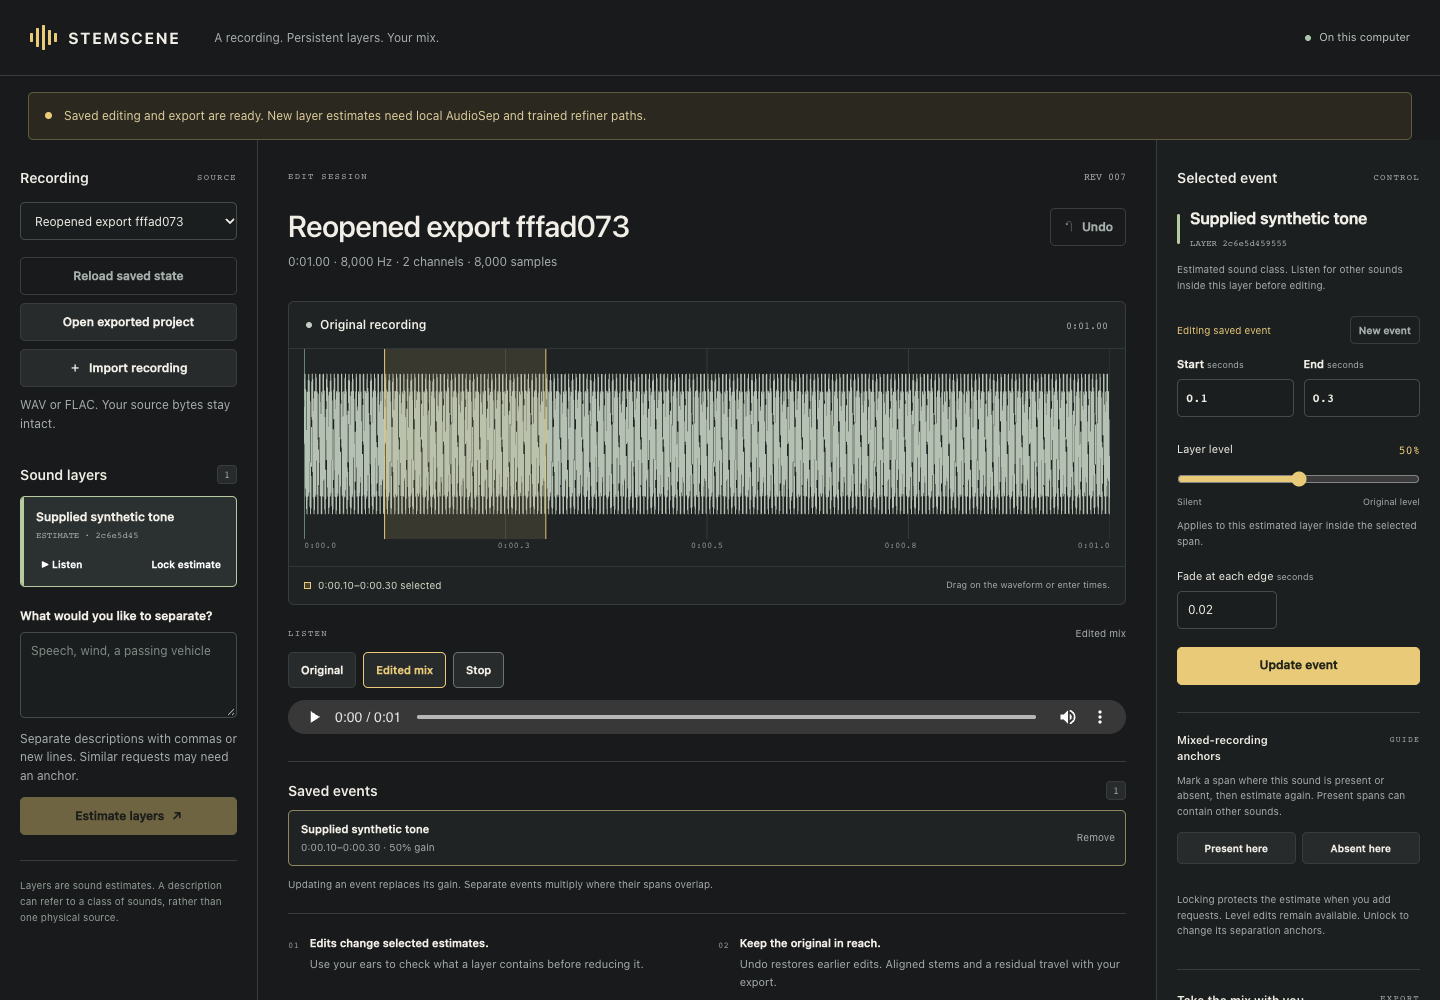 STEMSCENE
A recording. Persistent layers. Your mix.
On this computer
Saved editing and export are ready. New layer estimates need local AudioSep and trained refiner paths.
Recording
SOURCE
Reopened export fffad073
Reload saved state
Open exported project
+ Import recording
WAV or FLAC. Your source bytes stay
intact.
Sound layers
1
Supplied synthetic tone
ESTIMATE · 2c6e5d45
▶ Listen
Lock estimate
What would you like to separate?
Speech, wind, a passing vehicle
Separate descriptions with commas or
new lines. Similar requests may need
an anchor.
Estimate layers ↗
Layers are sound estimates. A description
can refer to a class of sounds, rather than
one physical source.
EDIT SESSION
REV 007
Reopened export fffad073
Undo
0:01.00 · 8,000 Hz · 2 channels · 8,000 samples
Original recording
0:01.00
0:00.0
0:00.3
0:00.5
0:00.8
0:01.0
0:00.10–0:00.30 selected
Drag on the waveform or enter times.
LISTEN
Edited mix
Original
Edited mix
Stop
0:00 / 0:01
Saved events
1
Supplied synthetic tone
0:00.10–0:00.30 · 50% gain
Remove
Updating an event replaces its gain. Separate events multiply where their spans overlap.
01
Edits change selected estimates.
Use your ears to check what a layer contains before reducing it.
02
Keep the original in reach.
Undo restores earlier edits. Aligned stems and a residual travel with your
export.
Selected event
CONTROL
Supplied synthetic tone
LAYER 2c6e5d459555
Estimated sound class. Listen for other sounds
inside this layer before editing.
Editing saved event
New event
Start seconds
End seconds
0.1
0.3
Layer level
50%
Silent
Original level
Applies to this estimated layer inside the selected
span.
Fade at each edge seconds
0.02
Update event
Mixed-recording
anchors
GUIDE
Mark a span where this sound is present or
absent, then estimate again. Present spans can
contain other sounds.
Present here
Absent here
Locking protects the estimate when you add
requests. Level edits remain available. Unlock to
change its separation anchors.
Take the mix with you
EXPORT